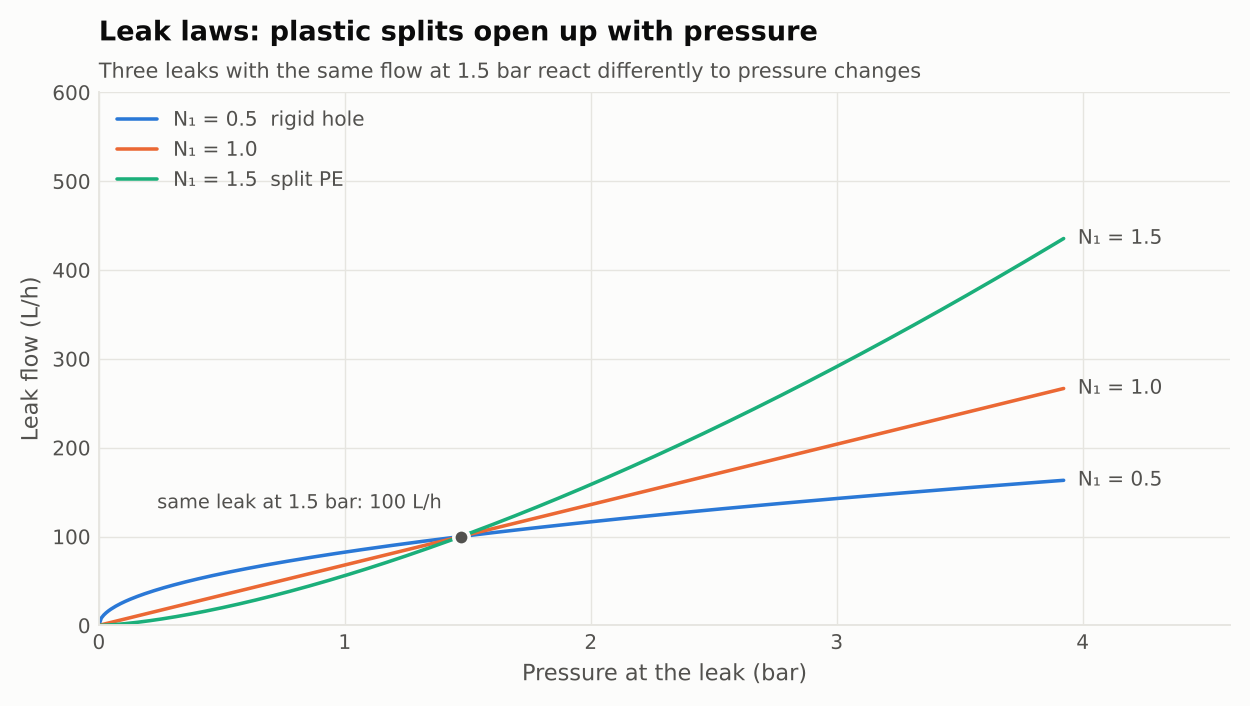 Leak laws: plastic splits open up with pressure
Three leaks with the same flow at 1.5 bar react differently to pressure changes
600
500
400
300
200
100
0
Leak flow (L/h)
N₁ = 0.5 rigid hole
N₁ = 1.0
N₁ = 1.5 split PE
N₁ = 1.5
N₁ = 1.0
N₁ = 0.5
same leak at 1.5 bar: 100 L/h
0 1 2 3 4
Pressure at the leak (bar)